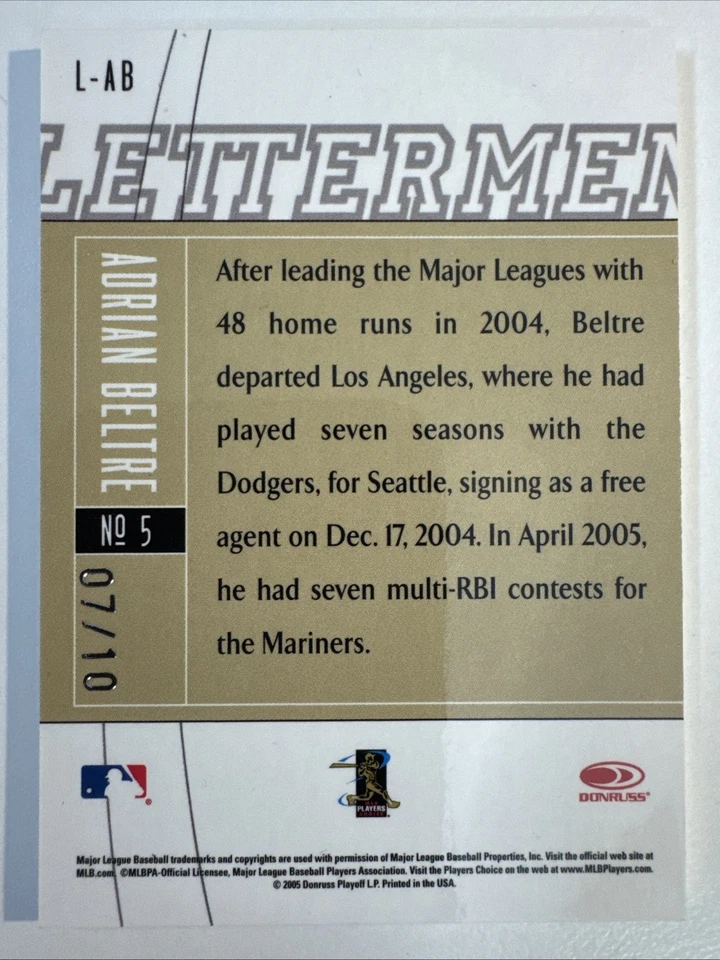 L-AB
LETTERMEN
ADRIAN BELTRE
Nº 5
07/10
After leading the Major Leagues with
48 home runs in 2004, Beltre
departed Los Angeles, where he had
played seven seasons with the
Dodgers, for Seattle, signing as a free
agent on Dec. 17, 2004. In April 2005,
he had seven multi-RBI contests for
the Mariners.
PLAYERS
DONRUSS®
Major League Baseball trademarks and copyrights are used with permission of Major League Baseball Properties, Inc. Visit the official web site at
MLB.com ©MLBPA-Official Licensee, Major League Baseball Players Association. Visit the Players Choice on the web at www.MLBPlayers.com.
© 2005 Donruss Playoff L.P. Printed in the USA.